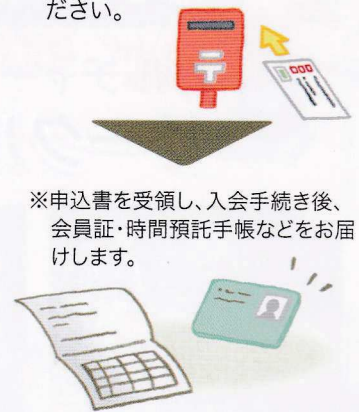 ださい。
※申込書を受領し、入会手続き後、
会員証・時間預託手帳などをお届
けします。